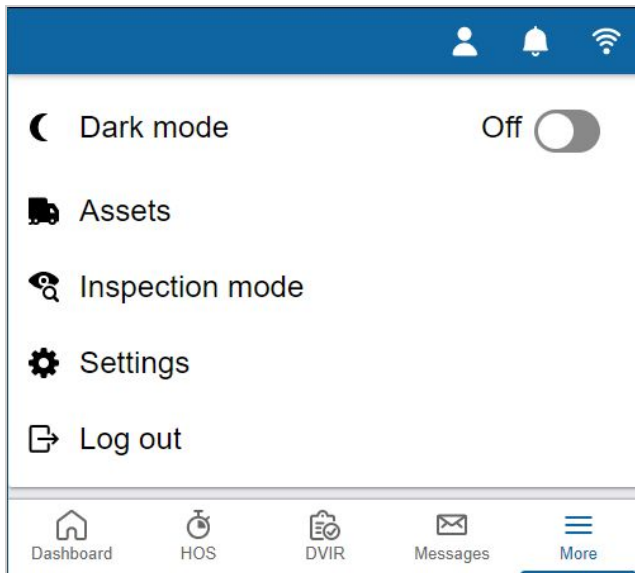 Dark mode Off
Assets
Inspection mode
Settings
Log out
Dashboard HOS DVIR Messages More